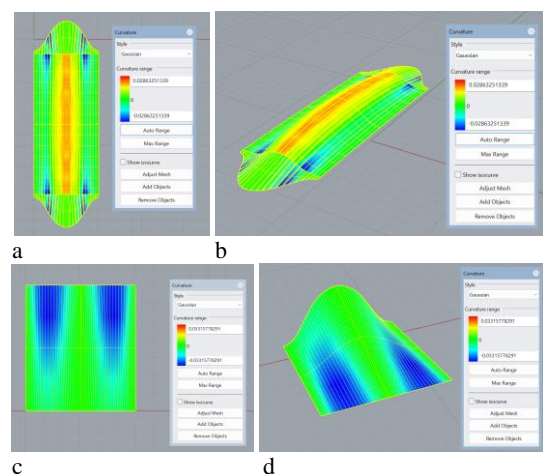 Curvature
Style
Gaussian
Curvature range
0.02863251339
0
-0.02863251339
Auto Range
Max Range
Show isocurve
Adjust Mesh
Add Objects
Remove Objects
Curvature
Style
Gaussian
Curvature range
0.02863251339
0
-0.02863251339
Auto Range
Max Range
Show isocurve
Adjust Mesh
Add Objects
Remove Objects
a
b
Curvature
Style
Gaussian
Curvature range
0.03315778291
0
-0.03315778291
Auto Range
Max Range
Show isocurve
Adjust Mesh
Add Objects
Remove Objects
Curvature
Style
Gaussian
Curvature range
0.03315778291
0
-0.03315778291
Auto Range
Max Range
Show isocurve
Adjust Mesh
Add Objects
Remove Objects
c
d